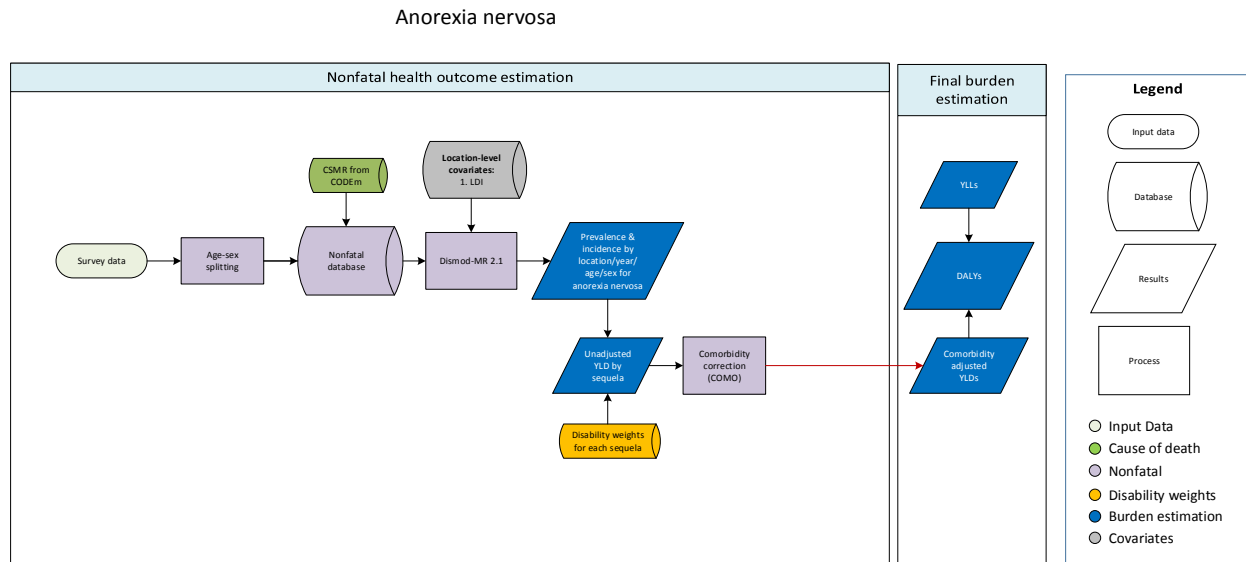 Anorexia nervosa
Nonfatal health outcome estimation
Final burden
estimation
Legend
Input data
Database
Results
Process
Input Data
Cause of death
Nonfatal
Disability weights
Burden estimation
Covariates
CSMR from
CODEm
Location-level
covariates:
1. LDI
Survey data
Age-sex
splitting
Nonfatal
database
Dismod-MR 2.1
Prevalence &
incidence by
location/year/
age/sex for
anorexia nervosa
Unadjusted
YLD by
sequela
Comorbidity
correction
(COMO)
Disability weights
for each sequela
YLLs
DALYs
Comorbidity
adjusted
YLDs